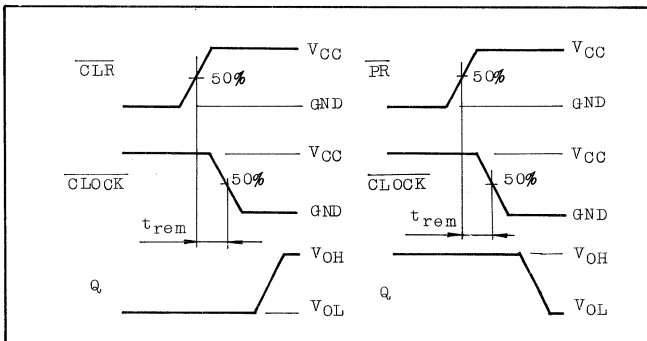 CLR
50%
VCC
GND
CLOCK
VCC
50%
GND
trem
Q
VOH
VOL
PR
50%
VCC
GND
CLOCK
VCC
50%
GND
trem
Q
VOH
VOL